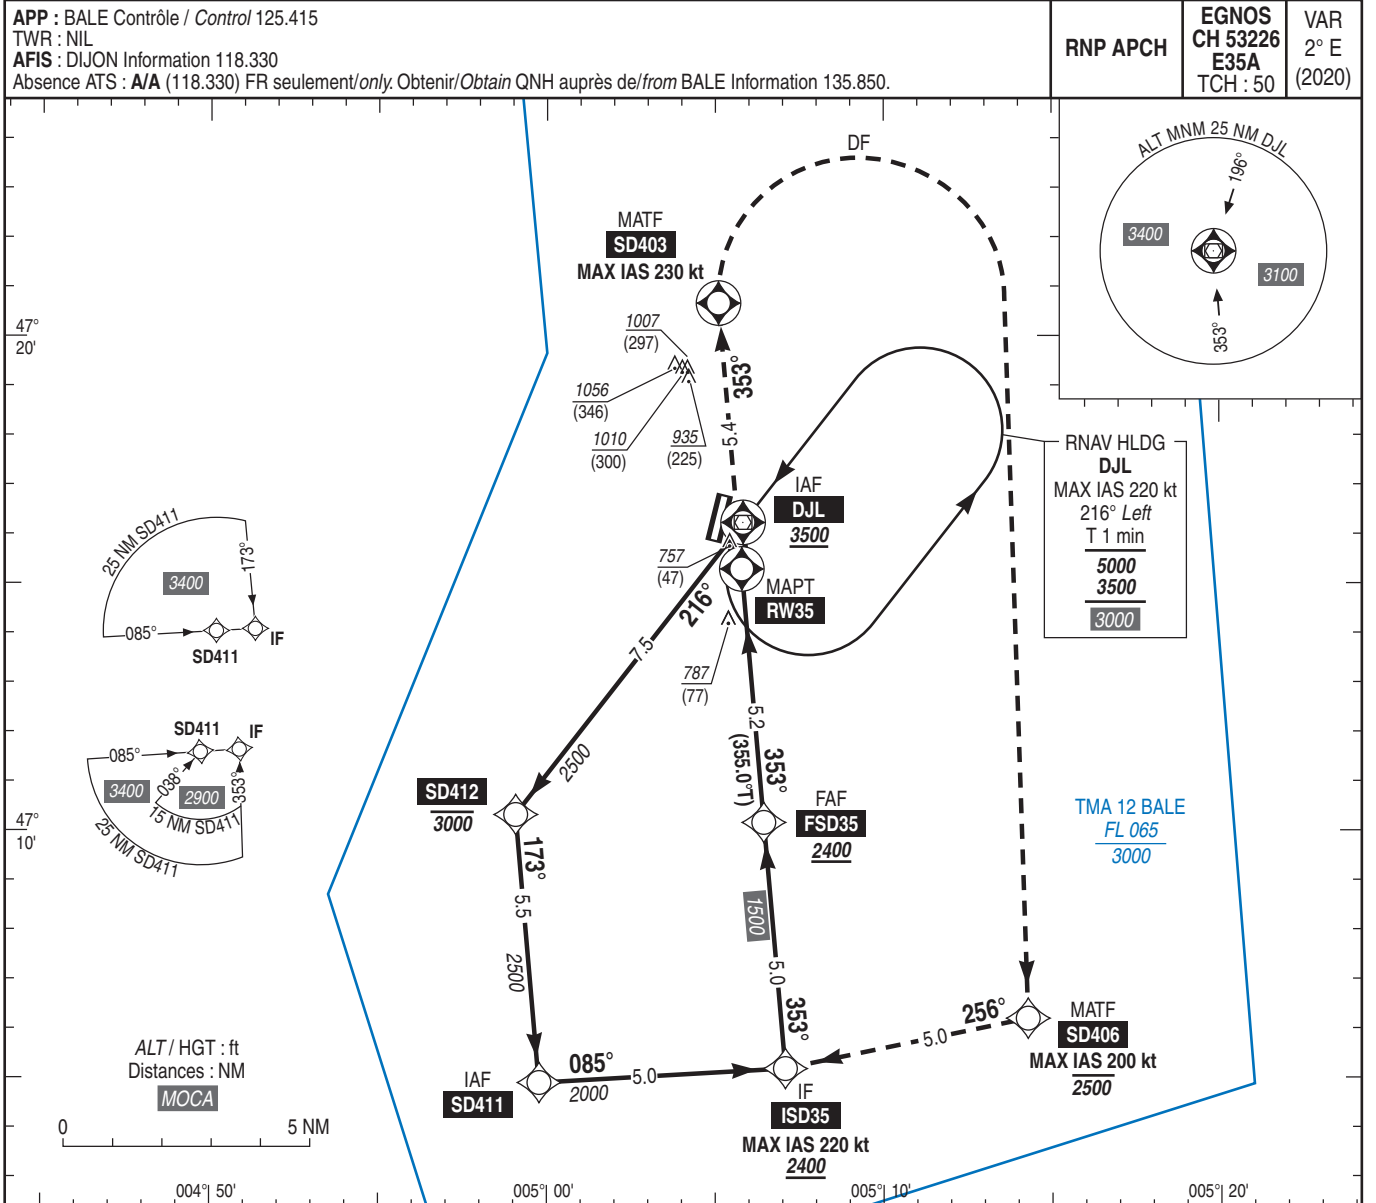 APP : BALE Contrôle / Control 125.415
TWR : NIL
AFIS : DIJON Information 118.330
Absence ATS : A/A (118.330) FR seulement/only. Obtenir/Obtain QNH auprès de/from BALE Information 135.850.
RNP APCH
EGNOS
CH 53226
E35A
TCH : 50
VAR
2° E
(2020)
ALT MNM 25 NM DJL
196°
3400
3100
353°
DF
MATF
SD403
MAX IAS 230 kt
47°
20'
1007
(297)
1056
(346)
1010
(300)
935
(225)
353°
5.4
IAF
DJL
3500
RNAV HLDG
DJL
MAX IAS 220 kt
216° Left
T 1 min
5000
3500
3000
757
(47)
MAPT
RW35
787
(77)
216°
7.5
2500
25 NM SD411
173°
3400
085°
IF
SD411
SD411
IF
085°
038°
353°
3400
2900
15 NM SD411
25 NM SD411
5.2
(355.0°T)
353°
SD412
3000
FAF
FSD35
2400
47°
10'
TMA 12 BALE
FL 065
3000
173°
5.5
2500
1500
5.0
353°
256°
5.0
MATF
SD406
MAX IAS 200 kt
2500
ALT / HGT : ft
Distances : NM
MOCA
0
5 NM
IAF
SD411
085°
5.0
2000
IF
ISD35
MAX IAS 220 kt
2400
004° 50'
005° 00'
005° 10'
005° 20'